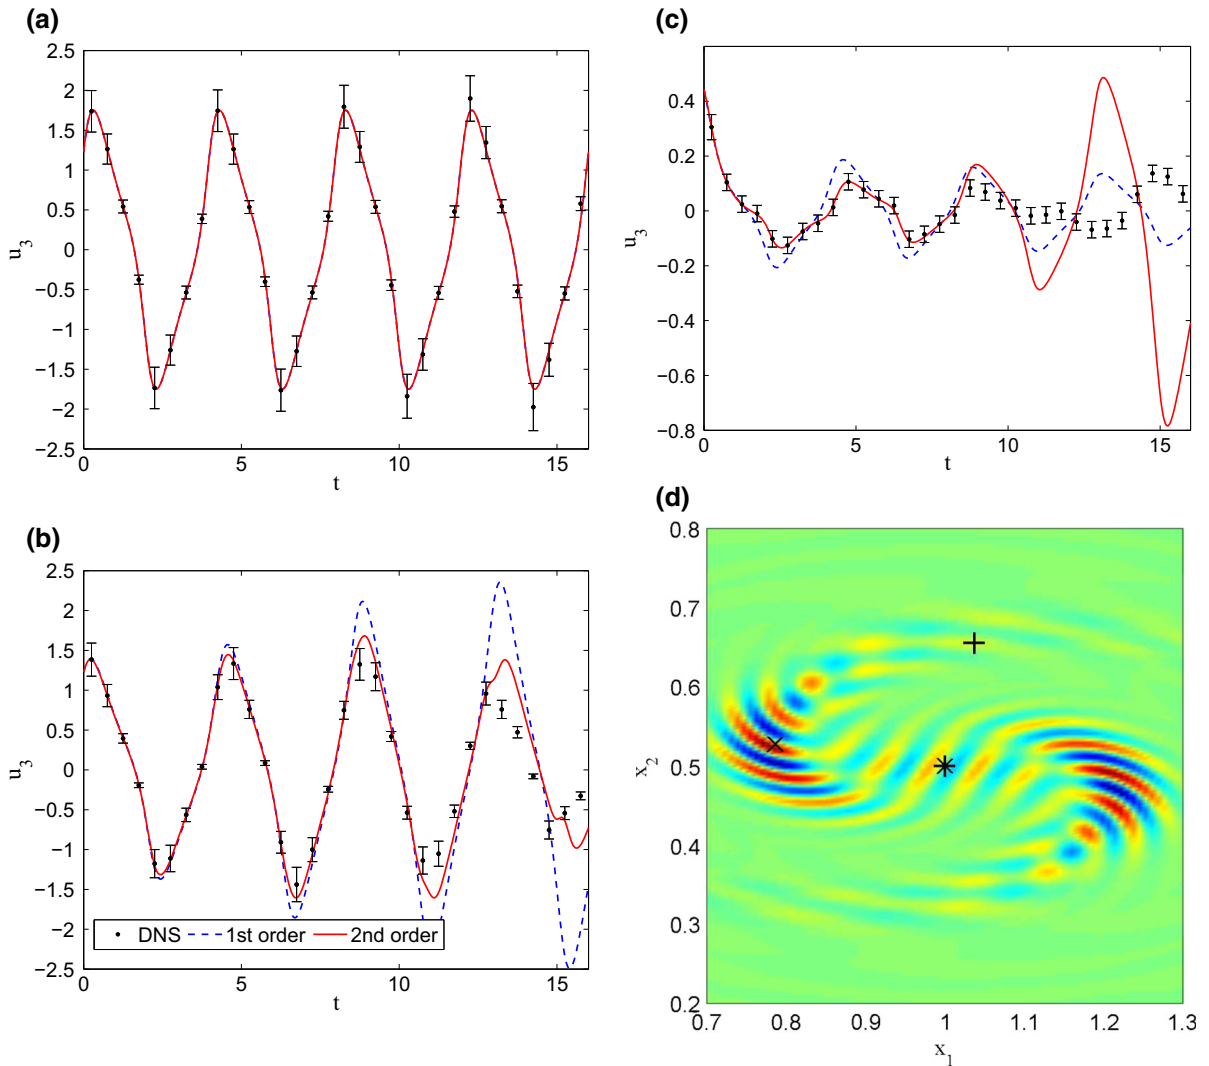 (a)
2.5
2
1.5
1
0.5
0
−0.5
−1
−1.5
−2
−2.5
u3
0 5 10 15
t
(b)
2.5
2
1.5
1
0.5
0
−0.5
−1
−1.5
−2
−2.5
u3
DNS 1st order 2nd order
0 5 10 15
t
(c)
0.4
0.2
0
−0.2
−0.4
−0.6
−0.8
u3
0 5 10 15
t
(d)
0.8
0.7
0.6
0.5
0.4
0.3
0.2
x2
0.7 0.8 0.9 1 1.1 1.2 1.3
x1